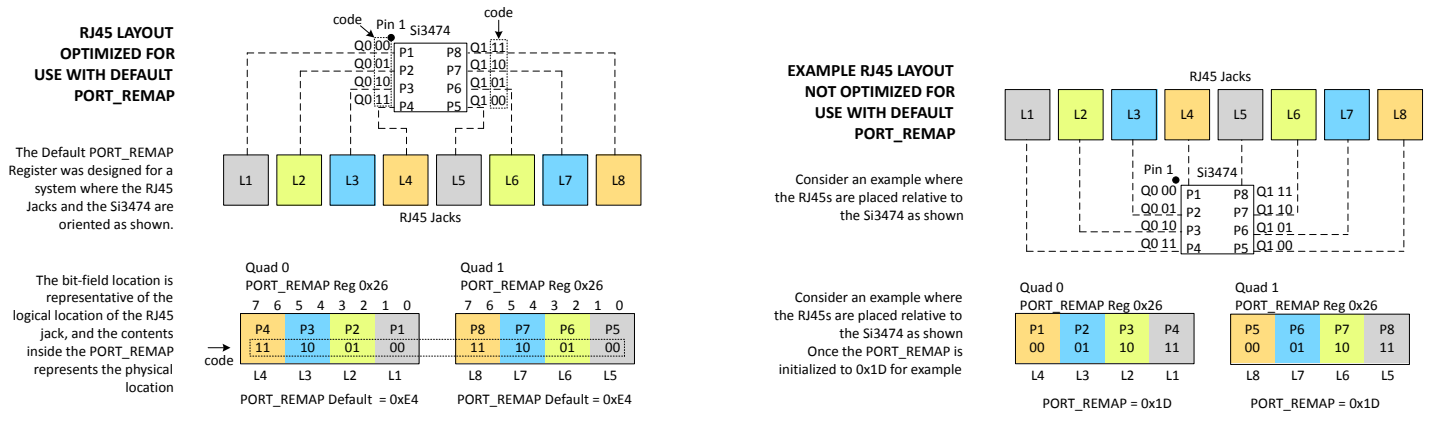 RJ45 LAYOUT
OPTIMIZED FOR
USE WITH DEFAULT
PORT_REMAP
The Default PORT_REMAP
Register was designed for a
system where the RJ45
Jacks and the Si3474 are
oriented as shown.
The bit-field location is
representative of the
logical location of the RJ45
jack, and the contents
inside the PORT_REMAP
represents the physical
location
code Pin 1 Si3474 code
Q0 00 P1 P8 Q1 11
Q0 01 P2 P7 Q1 10
Q0 10 P3 P6 Q1 01
Q0 11 P4 P5 Q1 00
L1 L2 L3 L4 L5 L6 L7 L8
RJ45 Jacks
Quad 0 Quad 1
PORT_REMAP Reg 0x26 PORT_REMAP Reg 0x26
7 6 5 4 3 2 1 0 7 6 5 4 3 2 1 0
P4 P3 P2 P1 P8 P7 P6 P5
code 11 10 01 00 11 10 01 00
L4 L3 L2 L1 L8 L7 L6 L5
PORT_REMAP Default = 0xE4 PORT_REMAP Default = 0xE4
EXAMPLE RJ45 LAYOUT
NOT OPTIMIZED FOR
USE WITH DEFAULT
PORT_REMAP
Consider an example where
the RJ45s are placed relative to
the Si3474 as shown
Consider an example where
the RJ45s are placed relative to
the Si3474 as shown
Once the PORT_REMAP is
initialized to 0x1D for example
RJ45 Jacks
L1 L2 L3 L4 L5 L6 L7 L8
Pin 1 Si3474
Q0 00 P1 P8 Q1 11
Q0 01 P2 P7 Q1 10
Q0 10 P3 P6 Q1 01
Q0 11 P4 P5 Q1 00
Quad 0 Quad 1
PORT_REMAP Reg 0x26 PORT_REMAP Reg 0x26
P1 P2 P3 P4 P5 P6 P7 P8
00 01 10 11 00 01 10 11
L4 L3 L2 L1 L8 L7 L6 L5
PORT_REMAP = 0x1D PORT_REMAP = 0x1D